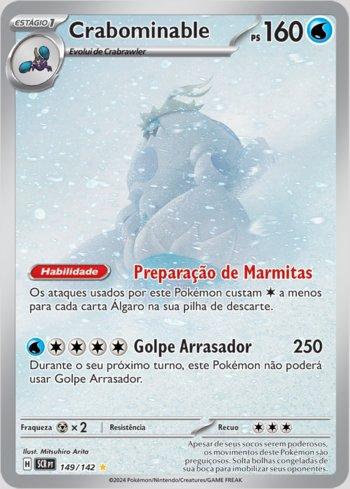 ESTÁGIO 1
Crabominable
PS 160
Evolui de Crabrawler
Habilidade Preparação de Marmitas
Os ataques usados por este Pokémon custam a menos
para cada carta Álgaro na sua pilha de descarte.
Golpe Arrasador 250
Durante o seu próximo turno, este Pokémon não poderá
usar Golpe Arrasador.
Fraqueza ×2 Resistência Recuo
Ilust. Mitsuhiro Arita
H SCR PT 149/142
Apesar de seus socos serem poderosos,
os movimentos deste Pokémon são
preguiçosos. Solta bolhas congeladas de
sua boca para imobilizar seus oponentes.
©2024 Pokémon/Nintendo/Creatures/GAME FREAK